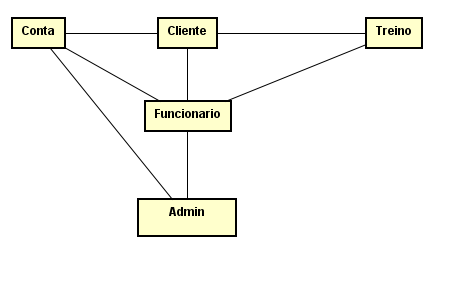 Conta
Cliente
Treino
Funcionario
Admin